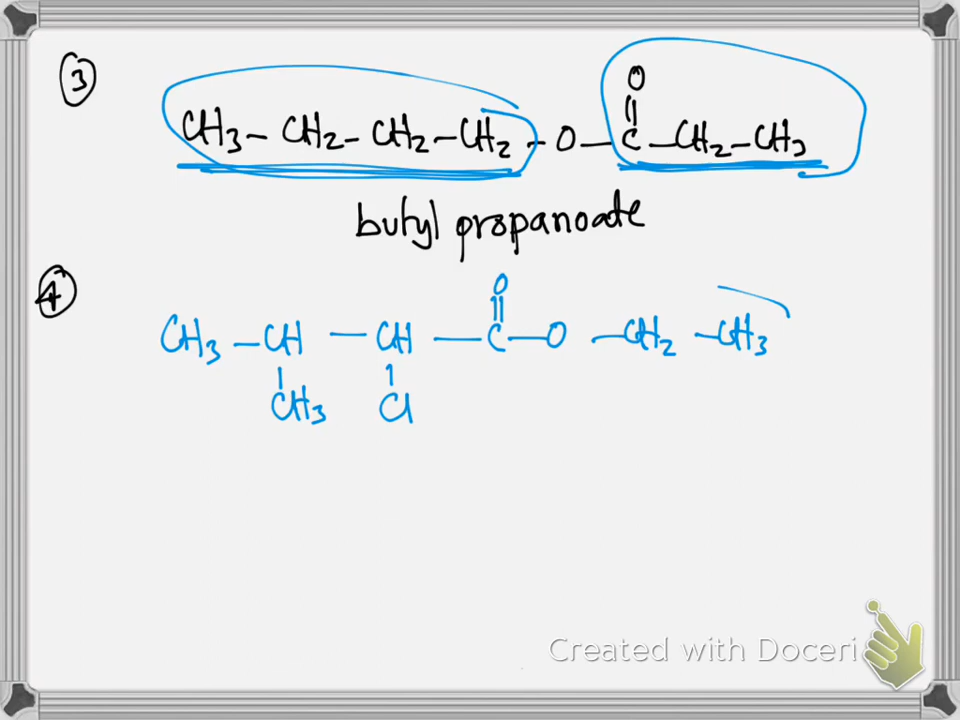 ③
O
||
CH3 – CH2 – CH2 – CH2 – O – C – CH2 – CH3
butyl propanoate
④
O
||
CH3 – CH – CH – C – O – CH2 – CH3
| |
CH3 Cl
Created with Doceri